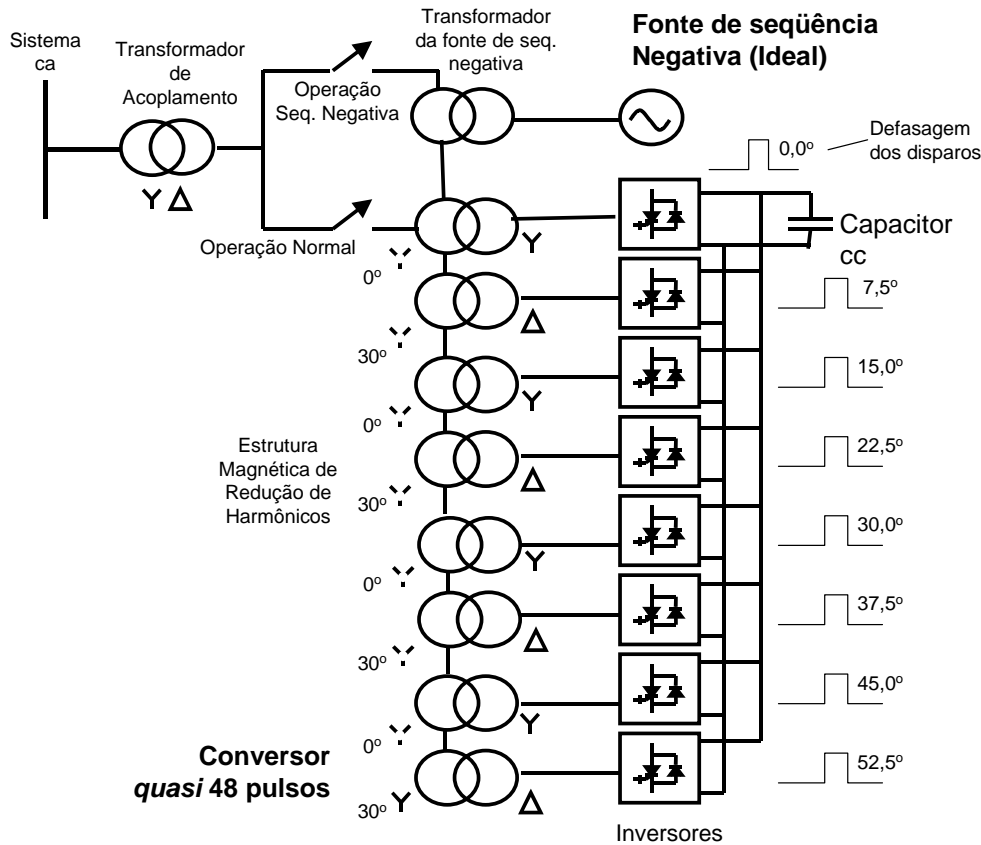 Sistema
ca
Transformador
de
Acoplamento
Transformador
da fonte de seq.
negativa
Fonte de seqüência
Negativa (Ideal)
Operação
Seq. Negativa
0,0º
Defasagem
dos disparos
Operação Normal
Capacitor
cc
0º
7,5º
30º
15,0º
0º
22,5º
Estrutura
Magnética de
Redução de
Harmônicos
30º
30,0º
0º
37,5º
30º
45,0º
0º
Conversor
quasi 48 pulsos
52,5º
30º
Inversores